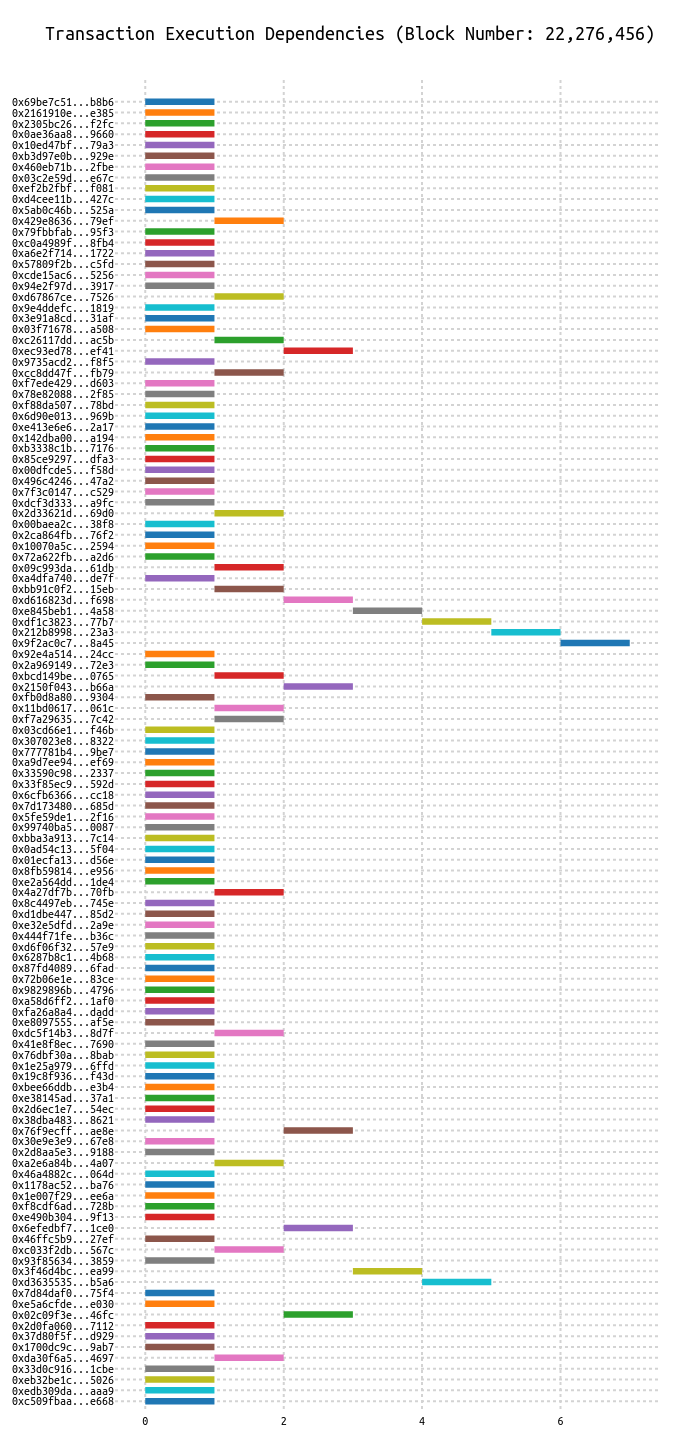 Transaction Execution Dependencies (Block Number: 22,276,456)
0x69be7c51...b8b6
0x2161910e...e385
0x2305bc26...f2fc
0x0ae36aa8...9660
0x10ed47bf...79a3
0xb3d97e0b...929e
0x460eb71b...2fbe
0x03c2e59d...e67c
0xef2b2fbf...f081
0xd4cee11b...427c
0x5ab0c46b...525a
0x429e8636...79ef
0x79fbbfab...95f3
0xc0a4989f...8fb4
0xa6e2f714...1722
0x57809f2b...c5fd
0xcde15ac6...5256
0x94e2f97d...3917
0xd67867ce...7526
0x9e4ddefc...1819
0x3e91a8cd...31af
0x03f71678...a508
0xc26117dd...ac5b
0xec93ed78...ef41
0x9735acd2...f8f5
0xcc8dd47f...fb79
0xf7ede429...d603
0x78e82088...2f85
0xf88da507...78bd
0x6d90e013...969b
0xe413e6e6...2a17
0x142dba00...a194
0xb3338c1b...7176
0x85ce9297...dfa3
0x00dfcde5...f58d
0x496c4246...47a2
0x7f3c0147...c529
0xdcf3d333...a9fc
0x2d33621d...69d0
0x00baea2c...38f8
0x2ca864fb...76f2
0x10070a5c...2594
0x72a622fb...a2d6
0x09c993da...61db
0xa4dfa740...de7f
0xbb91c0f2...15eb
0xd616823d...f698
0xe845beb1...4a58
0xdf1c3823...77b7
0x212b8998...23a3
0x9f2ac0c7...8a45
0x92e4a514...24cc
0x2a969149...72e3
0xbcd149be...0765
0x2150f043...b66a
0xfb0d8a80...9304
0x11bd0617...061c
0xf7a29635...7c42
0x03cd66e1...f46b
0x307023e8...8322
0x777781b4...9be7
0xa9d7ee94...ef69
0x33590c98...2337
0x33f85ec9...592d
0x6cfb6366...cc18
0x7d173480...685d
0x5fe59de1...2f16
0x99740ba5...0087
0xbba3a913...7c14
0x0ad54c13...5f04
0x01ecfa13...d56e
0x8fb59814...e956
0xe2a564dd...1de4
0x4a27df7b...70fb
0x8c4497eb...745e
0xd1dbe447...85d2
0xe32e5dfd...2a9e
0x444f71fe...b36c
0xd6f06f32...57e9
0x6287b8c1...4b68
0x87fd4089...6fad
0x72b06e1e...83ce
0x9829896b...4796
0xa58d6ff2...1af0
0xfa26a8a4...dadd
0xe8097555...af5e
0xdc5f14b3...8d7f
0x41e8f8ec...7690
0x76dbf30a...8bab
0x1e25a979...6ffd
0x19c8f936...f43d
0xbee66ddb...e3b4
0xe38145ad...37a1
0x2d6ec1e7...54ec
0x38dba483...8621
0x76f9ecff...ae8e
0x30e9e3e9...67e8
0x2d8aa5e3...9188
0xa2e6a84b...4a07
0x46a4882c...064d
0x1178ac52...ba76
0x1e007f29...ee6a
0xf8cdf6ad...728b
0xe490b304...9f13
0x6efedbf7...1ce0
0x46ffc5b9...27ef
0xc033f2db...567c
0x93f85634...3859
0x3f46d4bc...ea99
0xd3635535...b5a6
0x7d84daf0...75f4
0xe5a6cfde...e030
0x02c09f3e...46fc
0x2d0fa060...7112
0x37d80f5f...d929
0x1700dc9c...9ab7
0xda30f6a5...4697
0x33d0c916...1cbe
0xeb32be1c...5026
0xedb309da...aaa9
0xc509fbaa...e668
0 2 4 6